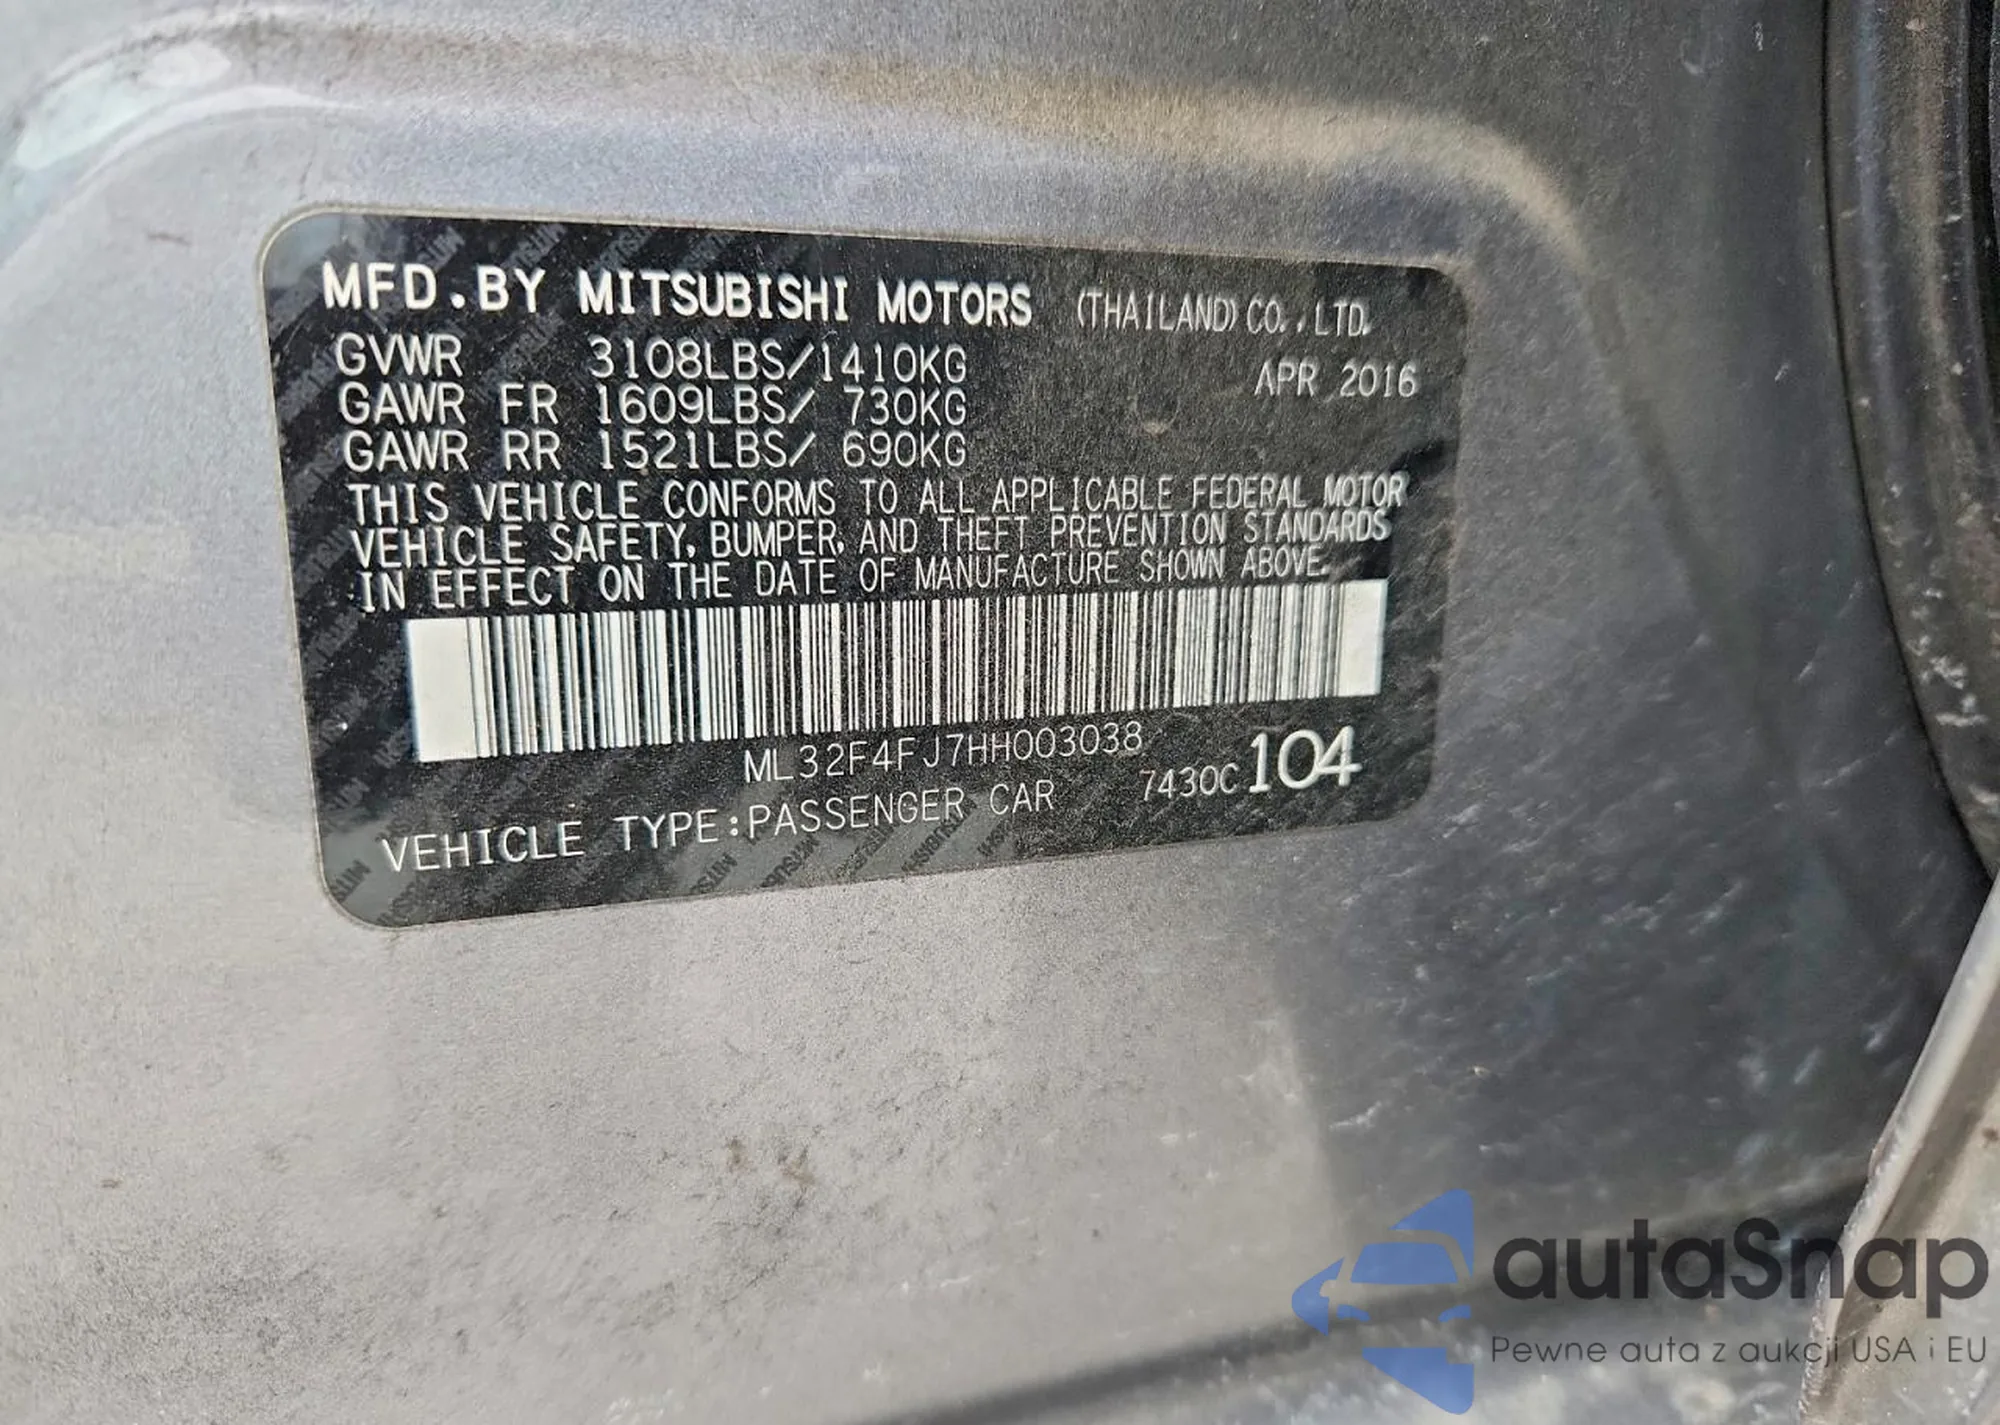 MFD.BY MITSUBISHI MOTORS (THAILAND) CO.,LTD.
GVWR 3108LBS/1410KG APR 2016
GAWR FR 1609LBS/ 730KG
GAWR RR 1521LBS/ 690KG
THIS VEHICLE CONFORMS TO ALL APPLICABLE FEDERAL MOTOR
VEHICLE SAFETY, BUMPER, AND THEFT PREVENTION STANDARDS
IN EFFECT ON THE DATE OF MANUFACTURE SHOWN ABOVE.
ML32F4FJ7HH003038
VEHICLE TYPE:PASSENGER CAR 7430C 104
autaSnap
Pewne auta z aukcji USA i EU